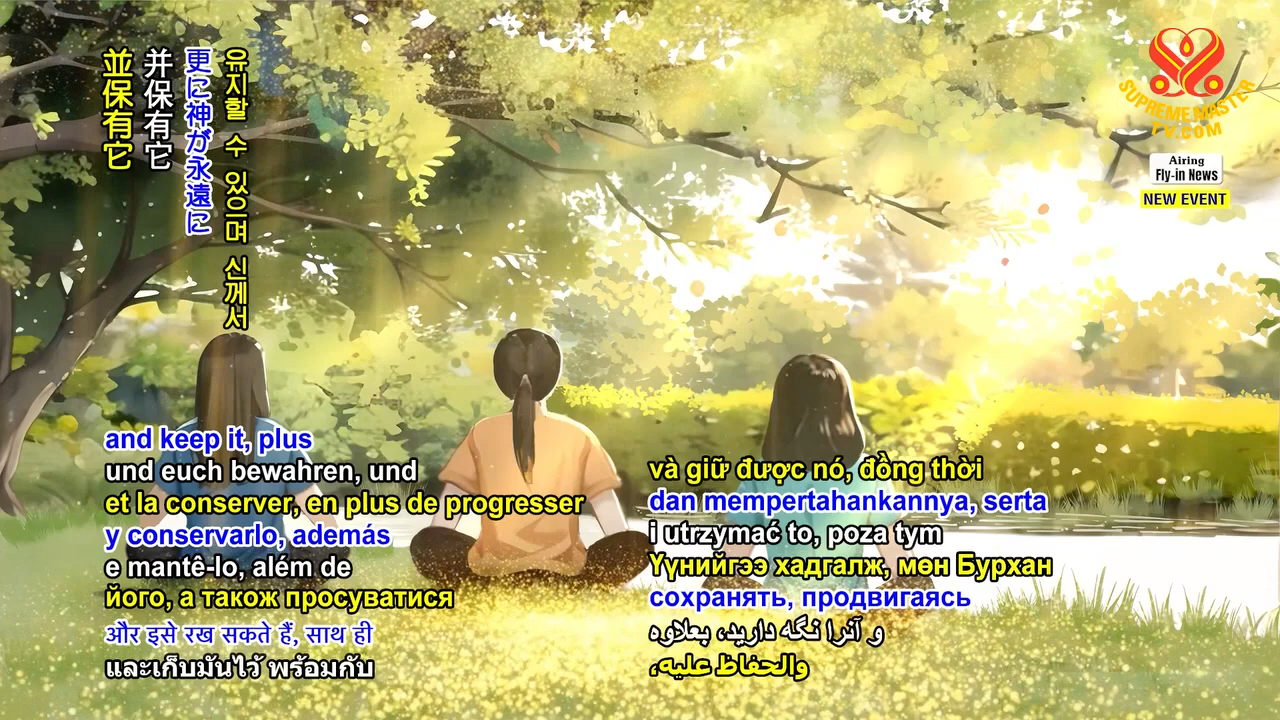 並保有它
并保有它
更に神が永遠に
유지할 수 있으며 신께서
SUPREME MASTER
TV.COM
Airing
Fly-in News
NEW EVENT
and keep it, plus
und euch bewahren, und
et la conserver, en plus de progresser
y conservarlo, además
e mantê-lo, além de
його, а також просуватися
और इसे रख सकते हैं, साथ ही
และเก็บมันไว้ พร้อมกับ
và giữ được nó, đồng thời
dan mempertahankannya, serta
i utrzymać to, poza tym
Үүнийгээ хадгалж, мөн Бурхан
сохранять, продвигаясь
و آنرا نگه دارید، بعلاوه
والحفاظ عليه،